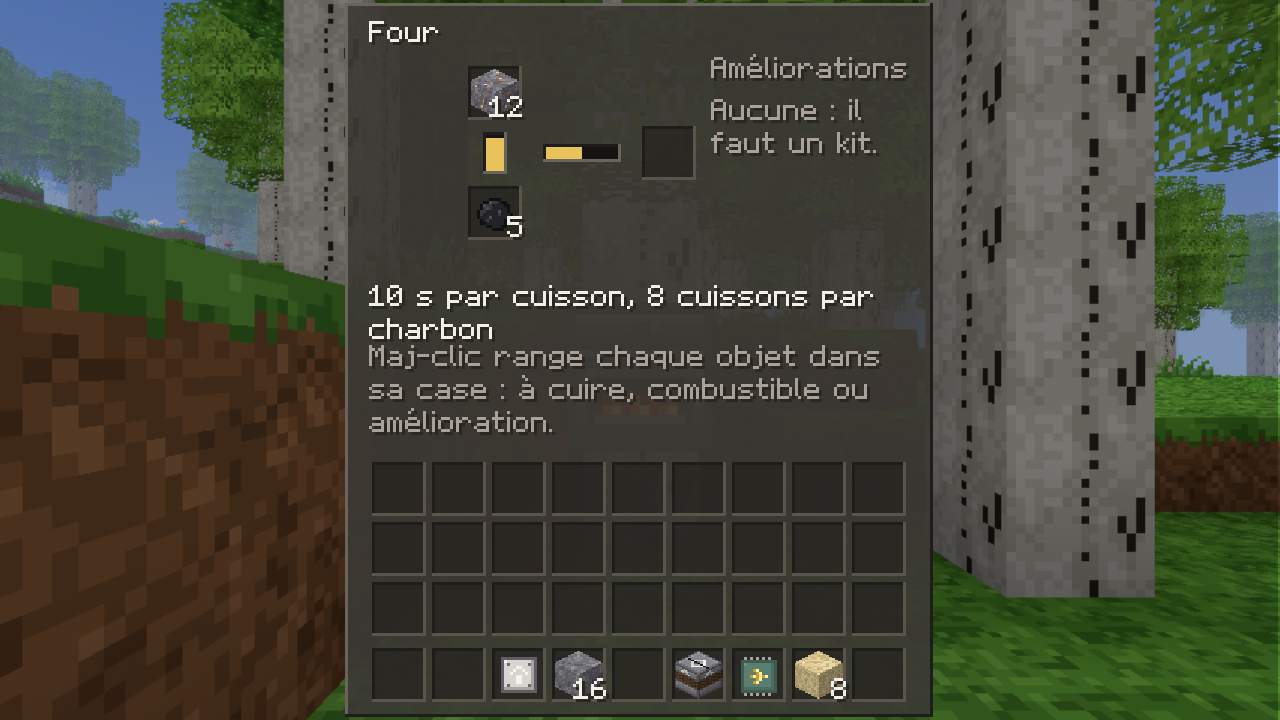 Four
Améliorations
12
Aucune : il
faut un kit.
5
10 s par cuisson, 8 cuissons par
charbon
Maj-clic range chaque objet dans
sa case : à cuire, combustible ou
amélioration.
16
8